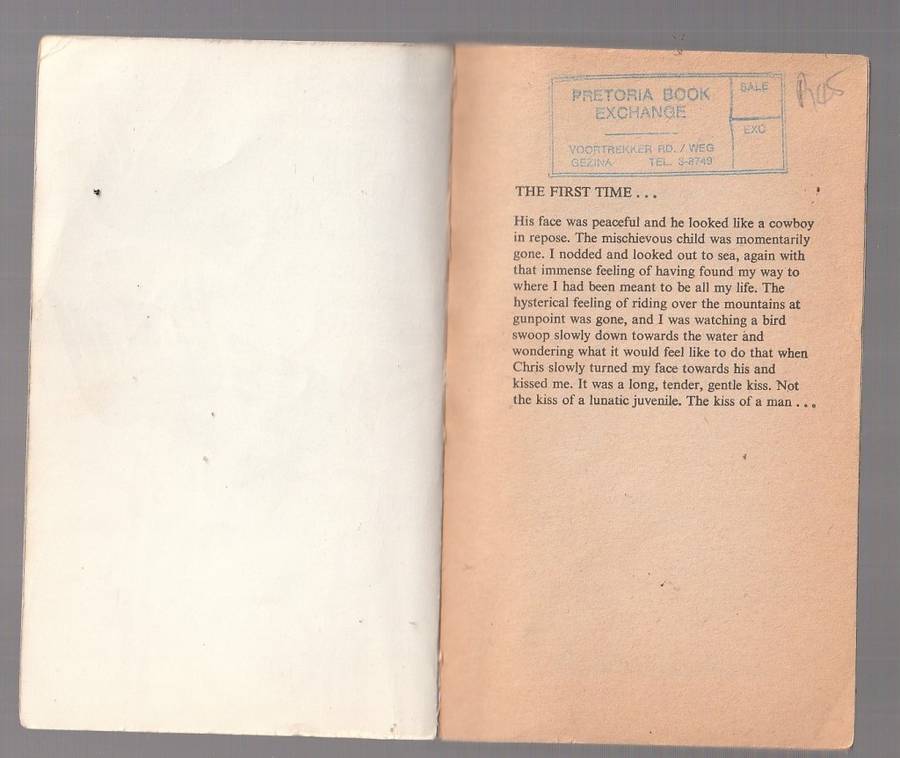 PRETORIA BOOK
EXCHANGE
VOORTREKKER RD. / WEG
GEZINA TEL. 3-8749
SALE
EXC
THE FIRST TIME . . .
His face was peaceful and he looked like a cowboy
in repose. The mischievous child was momentarily
gone. I nodded and looked out to sea, again with
that immense feeling of having found my way to
where I had been meant to be all my life. The
hysterical feeling of riding over the mountains at
gunpoint was gone, and I was watching a bird
swoop slowly down towards the water and
wondering what it would feel like to do that when
Chris slowly turned my face towards his and
kissed me. It was a long, tender, gentle kiss. Not
the kiss of a lunatic juvenile. The kiss of a man . . .